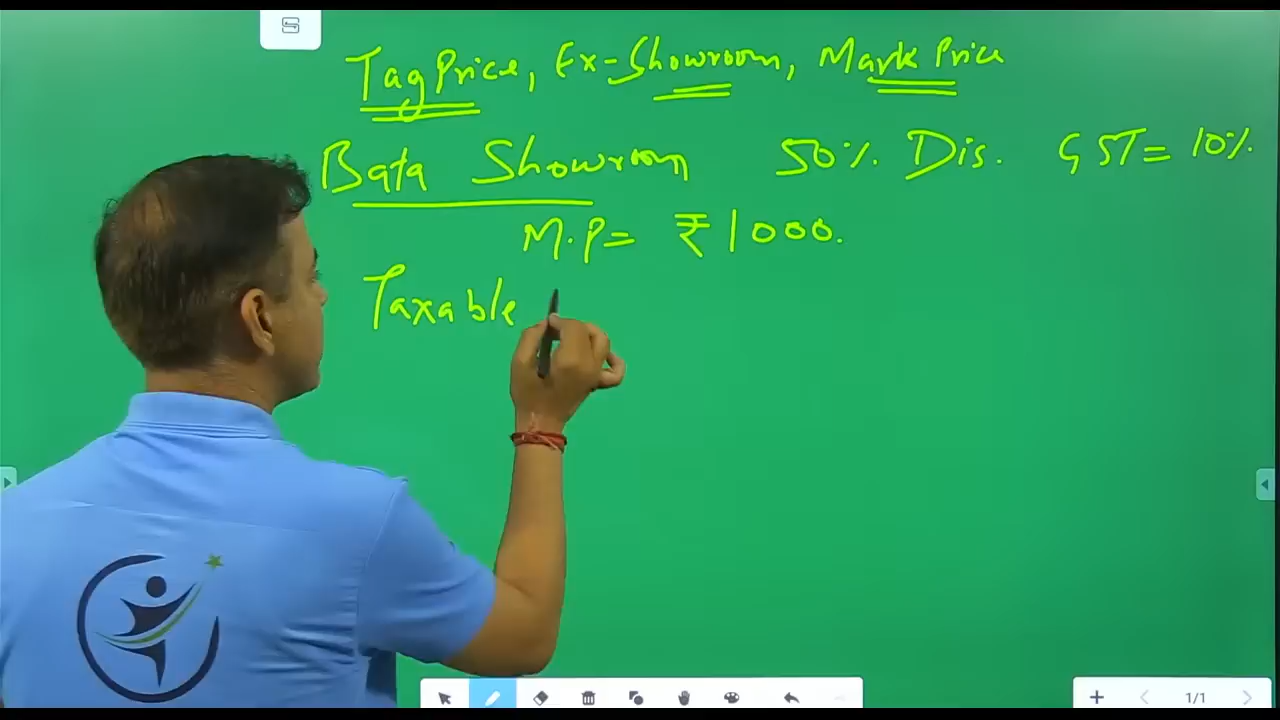 Tag Price, Ex-Showroom, Mark Price
Bata Showroom 50% Dis. GST= 10%
M.P= ₹1000.
Taxable
1/1